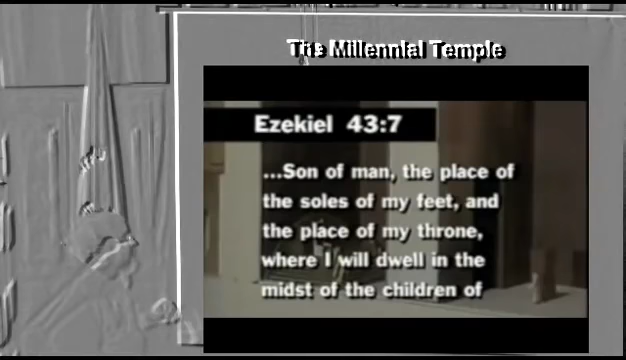 The Millennial Temple
Ezekiel 43:7
...Son of man, the place of
the soles of my feet, and
the place of my throne,
where I will dwell in the
midst of the children of